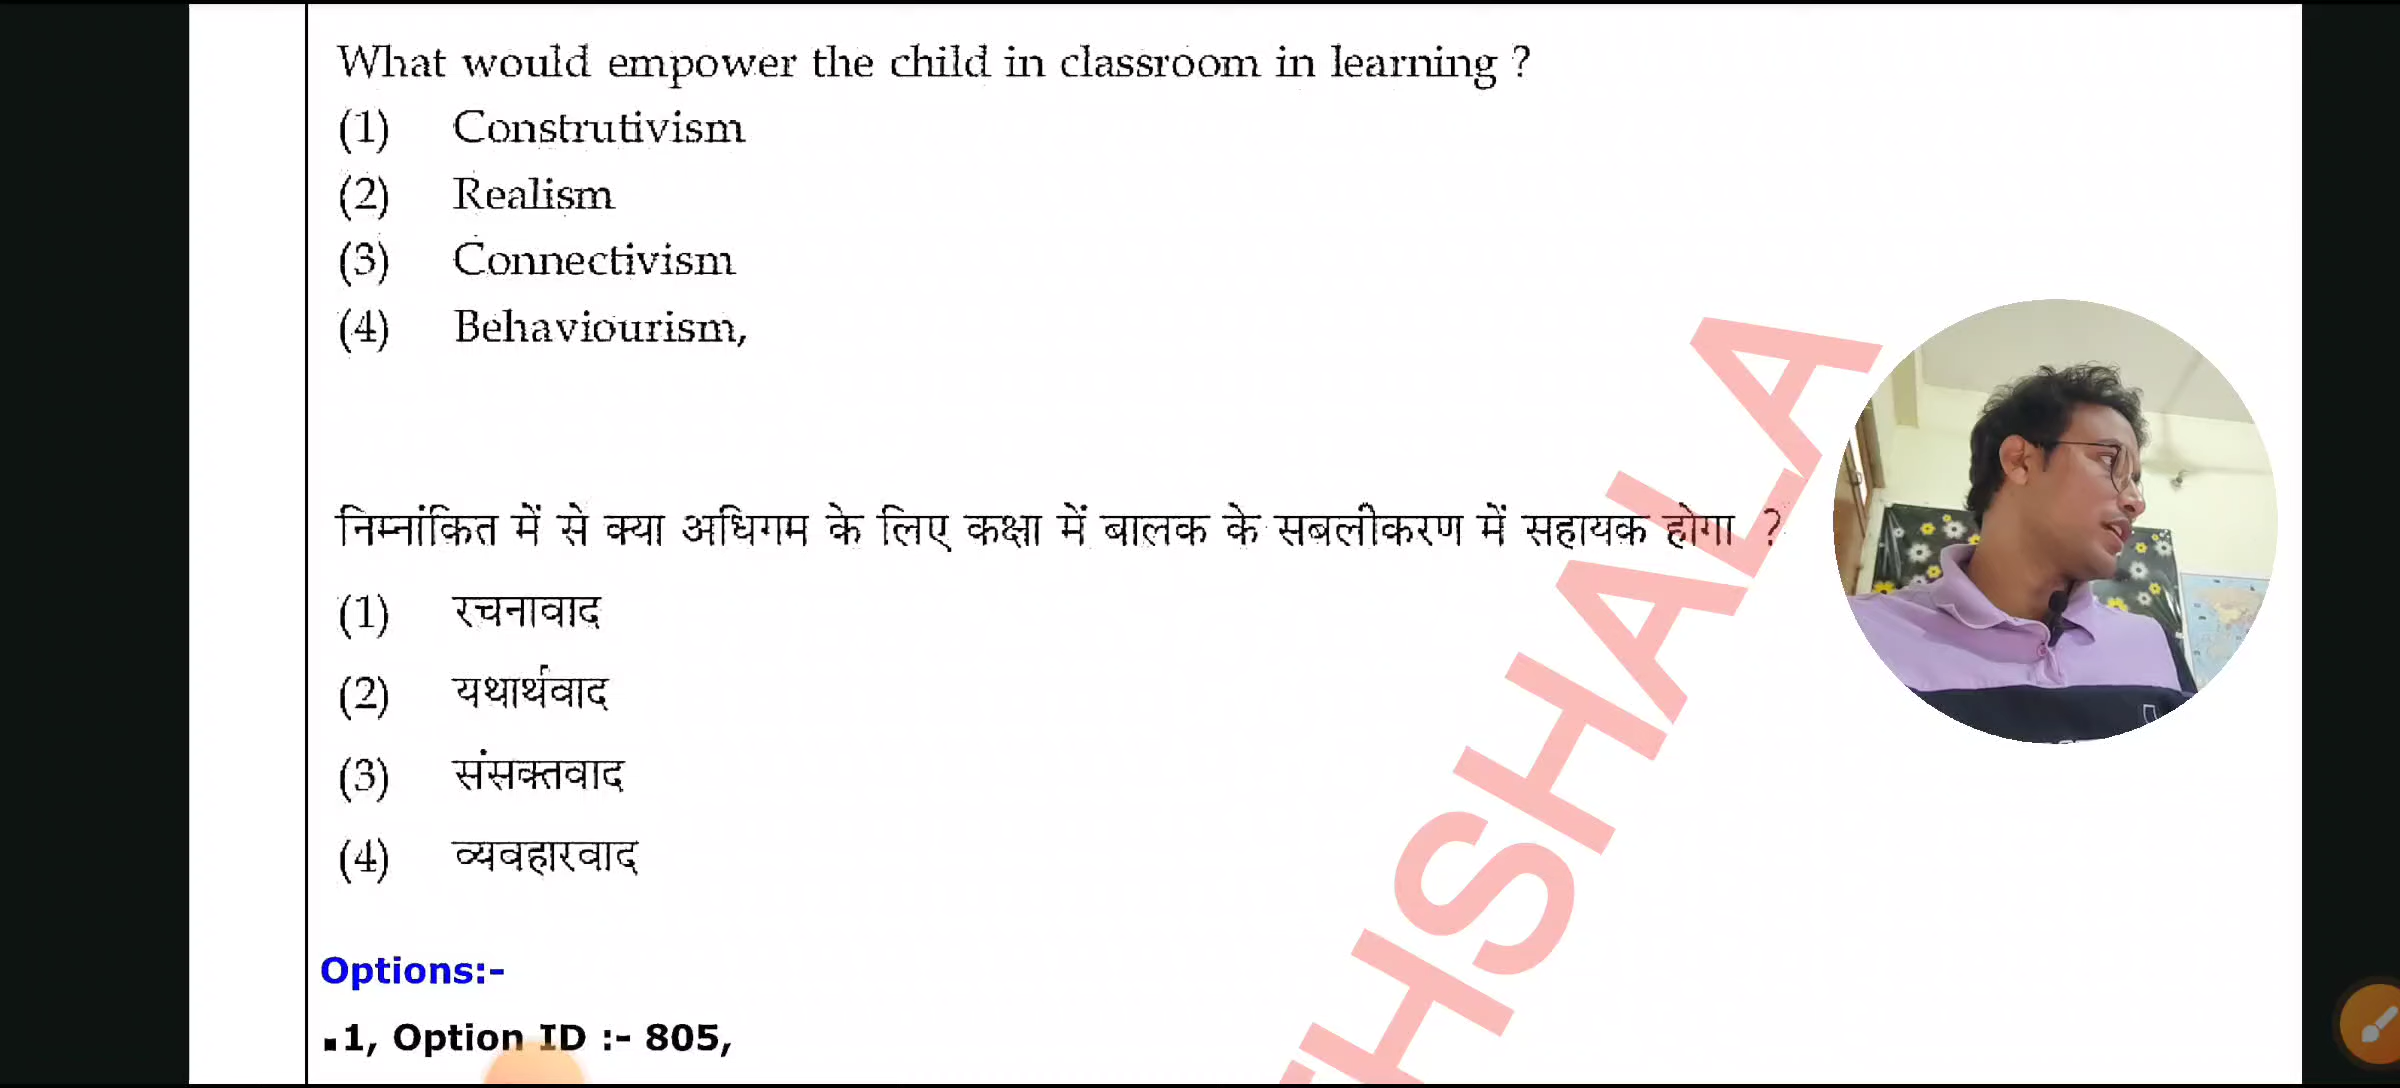 What would empower the child in classroom in learning ?
(1) Construtivism
(2) Realism
(3) Connectivism
(4) Behaviourism,
निम्नांकित में से क्या अधिगम के लिए कक्षा में बालक के सबलीकरण में सहायक होगा ?
(1) रचनावाद
(2) यथार्थवाद
(3) संसक्तवाद
(4) व्यवहारवाद
Options:-
1, Option ID :- 805,
HSHALA